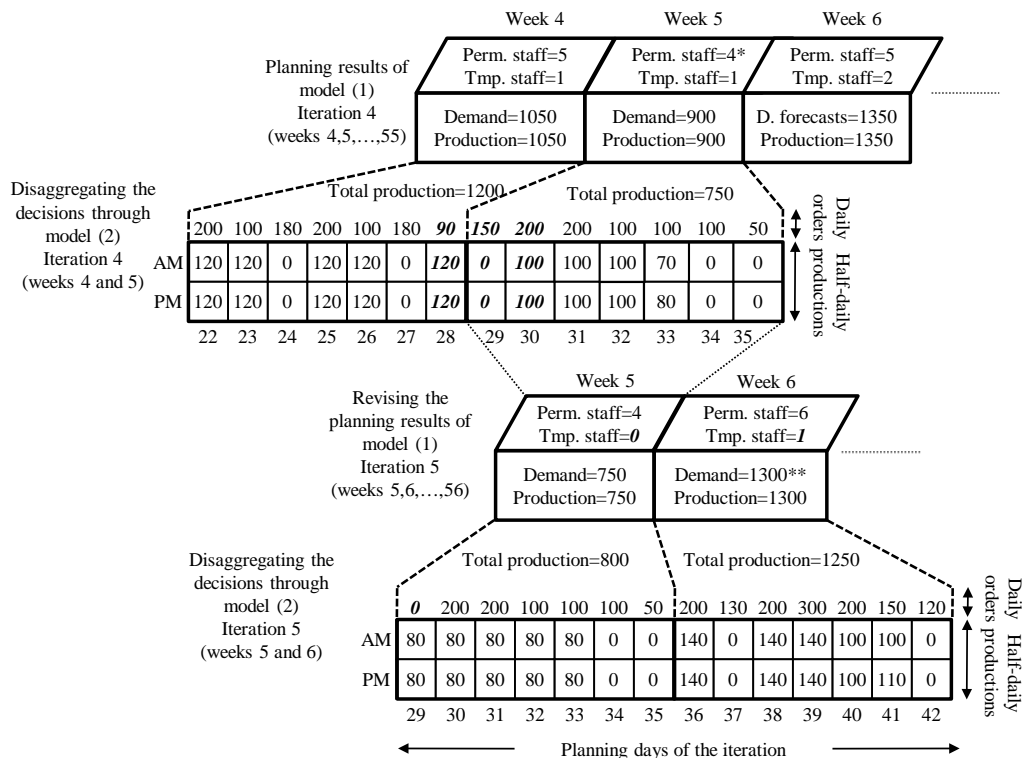 Week 4 Week 5 Week 6
Perm. staff=5 Perm. staff=4* Perm. staff=5
Tmp. staff=1 Tmp. staff=1 Tmp. staff=2
Planning results of
model (1)
Iteration 4
(weeks 4,5,…,55)
Demand=1050 Demand=900 D. forecasts=1350
Production=1050 Production=900 Production=1350
Disaggregating the
decisions through
model (2)
Iteration 4
(weeks 4 and 5)
Total production=1200 Total production=750
200 100 180 200 100 180 90 150 200 200 100 100 100 50
AM 120 120 0 120 120 0 120 0 100 100 100 70 0 0
PM 120 120 0 120 120 0 120 0 100 100 100 80 0 0
22 23 24 25 26 27 28 29 30 31 32 33 34 35
Daily Half-daily
orders productions
Week 5 Week 6
Revising the
planning results of
model (1)
Iteration 5
(weeks 5,6,…,56)
Perm. staff=4 Perm. staff=6
Tmp. staff=0 Tmp. staff=1
Demand=750 Demand=1300**
Production=750 Production=1300
Disaggregating the
decisions through
model (2)
Iteration 5
(weeks 5 and 6)
Total production=800 Total production=1250
0 200 200 100 100 100 50 200 130 200 300 200 150 120
AM 80 80 80 80 80 0 0 140 0 140 140 100 100 0
PM 80 80 80 80 80 0 0 140 0 140 140 100 110 0
29 30 31 32 33 34 35 36 37 38 39 40 41 42
Daily Half-daily
orders productions
Planning days of the iteration